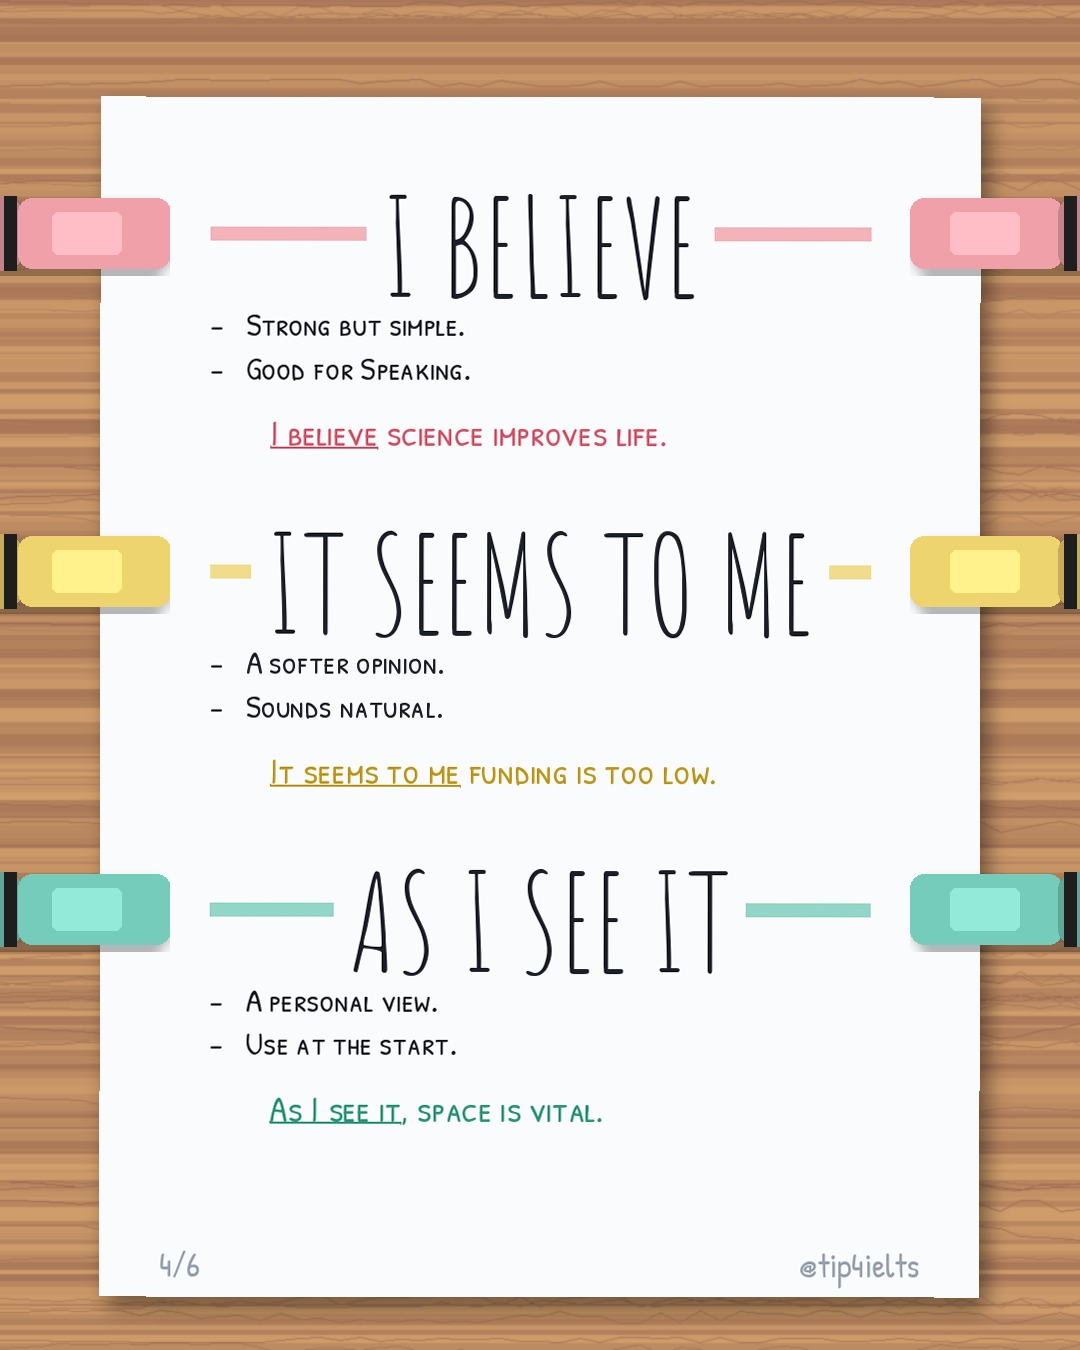 I BELIEVE
- Strong but simple.
- Good for Speaking.
I believe science improves life.
IT SEEMS TO ME
- A softer opinion.
- Sounds natural.
It seems to me funding is too low.
AS I SEE IT
- A personal view.
- Use at the start.
As I see it, space is vital.
4/6
@tip4ielts